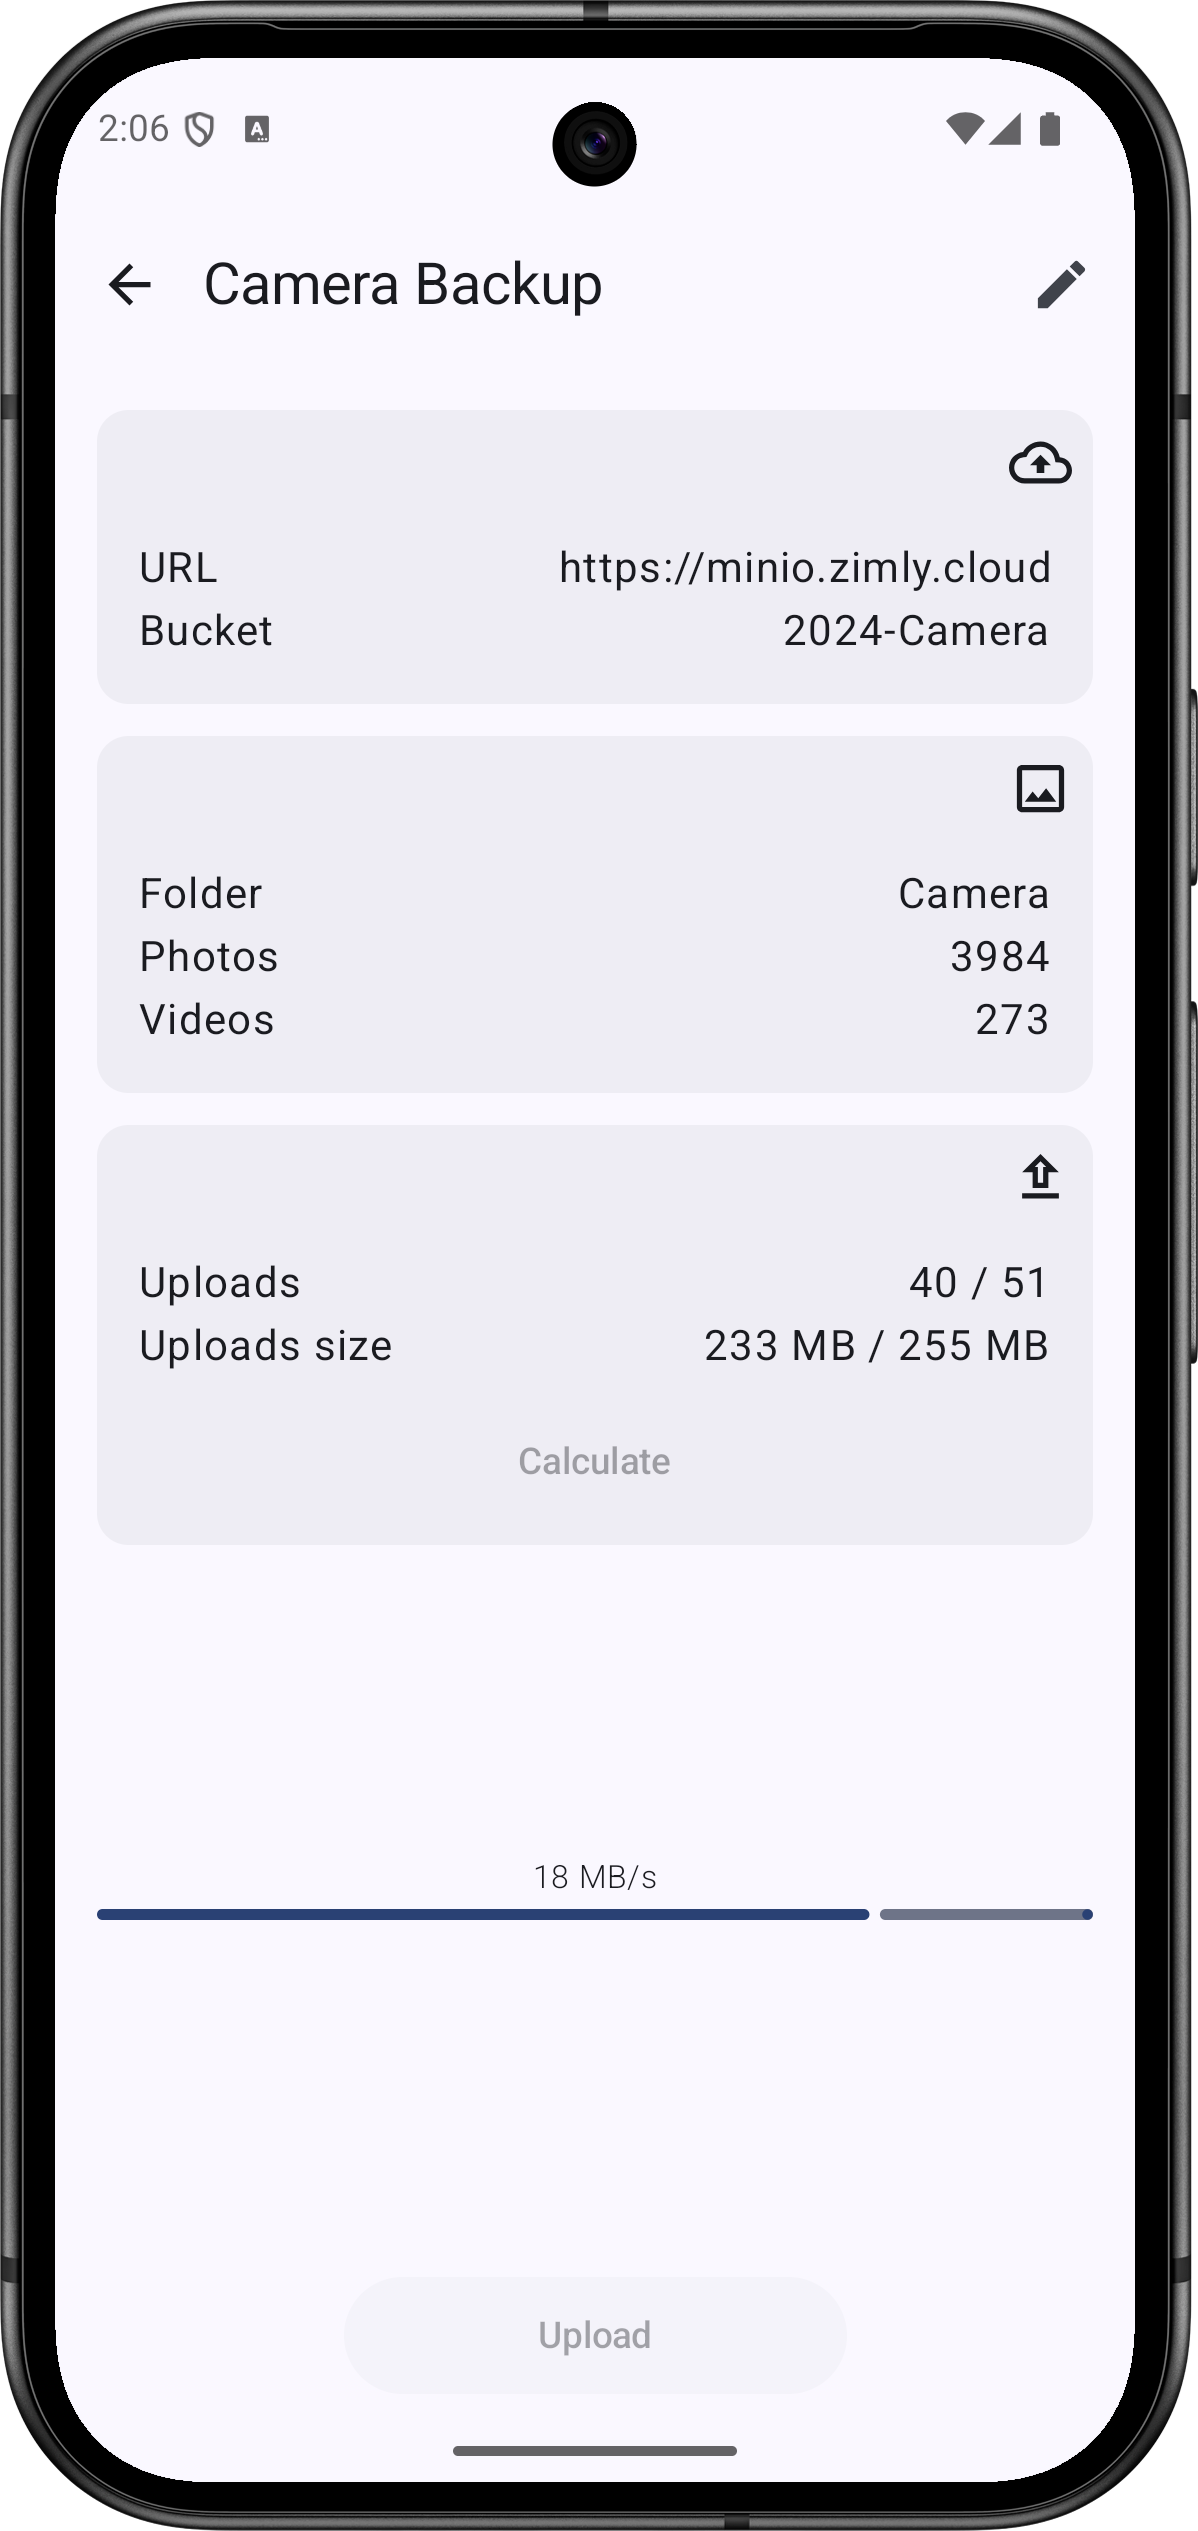 2:06
Camera Backup
URL https://minio.zimly.cloud
Bucket 2024-Camera
Folder Camera
Photos 3984
Videos 273
Uploads 40 / 51
Uploads size 233 MB / 255 MB
Calculate
18 MB/s
Upload